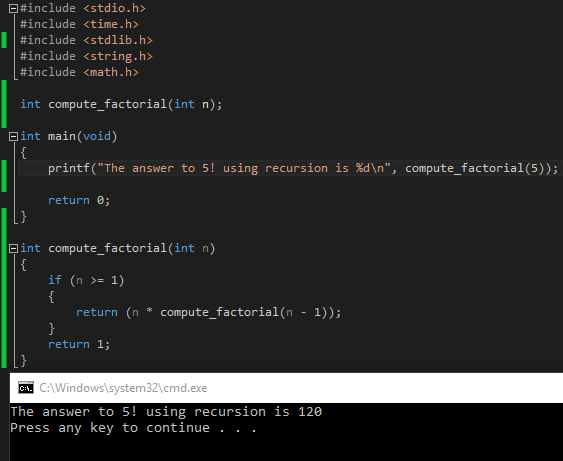 #include <stdio.h>
#include <time.h>
#include <stdlib.h>
#include <string.h>
#include <math.h>
int compute_factorial(int n);
int main(void)
{
printf("The answer to 5! using recursion is %d\n", compute_factorial(5));
return 0;
}
int compute_factorial(int n)
{
if (n >= 1)
{
return (n * compute_factorial(n - 1));
}
return 1;
}
C:\Windows\system32\cmd.exe
The answer to 5! using recursion is 120
Press any key to continue . . .